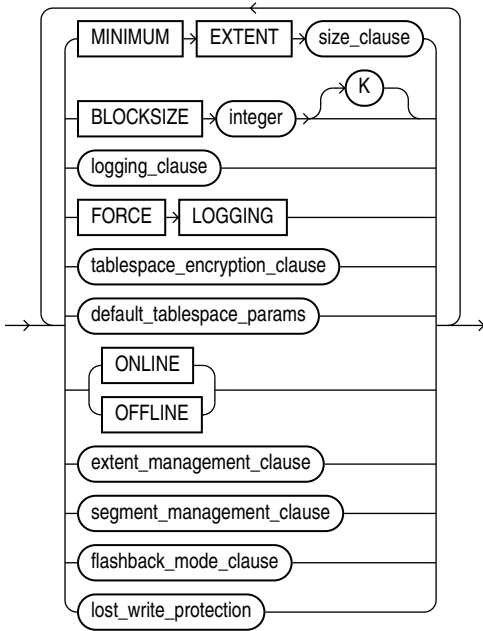 MINIMUM EXTENT size_clause
K
BLOCKSIZE integer
logging_clause
FORCE LOGGING
tablespace_encryption_clause
default_tablespace_params
ONLINE
OFFLINE
extent_management_clause
segment_management_clause
flashback_mode_clause
lost_write_protection